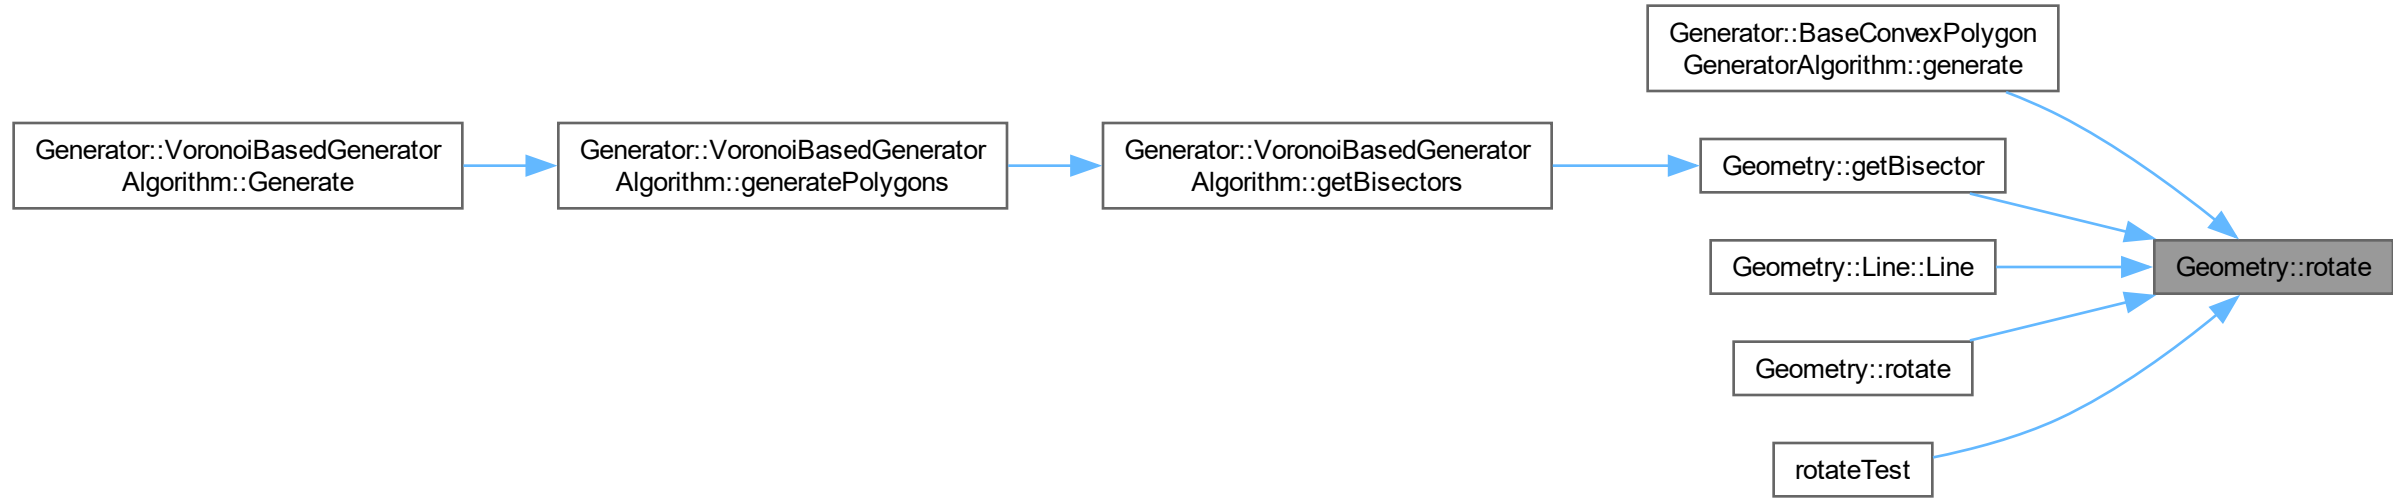 Generator::BaseConvexPolygon
GeneratorAlgorithm::generate
Generator::VoronoiBasedGenerator
Algorithm::Generate
Generator::VoronoiBasedGenerator
Algorithm::generatePolygons
Generator::VoronoiBasedGenerator
Algorithm::getBisectors
Geometry::getBisector
Geometry::Line::Line
Geometry::rotate
Geometry::rotate
rotateTest